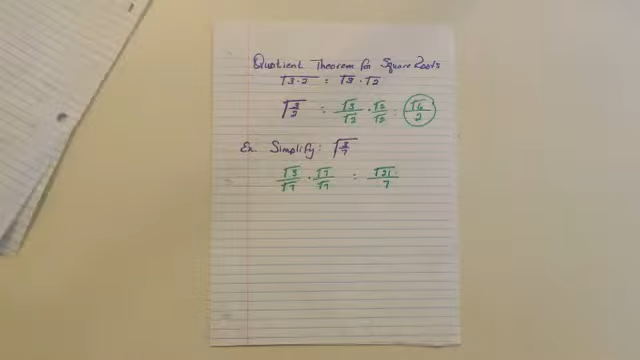 Quotient Theorem for Square Roots
√3·2 = √3 · √2
√3/2 = √3/√2 · √2/√2 = √6/2
Ex. Simplify: √3/7
√3/√7 · √7/√7 = √21/7